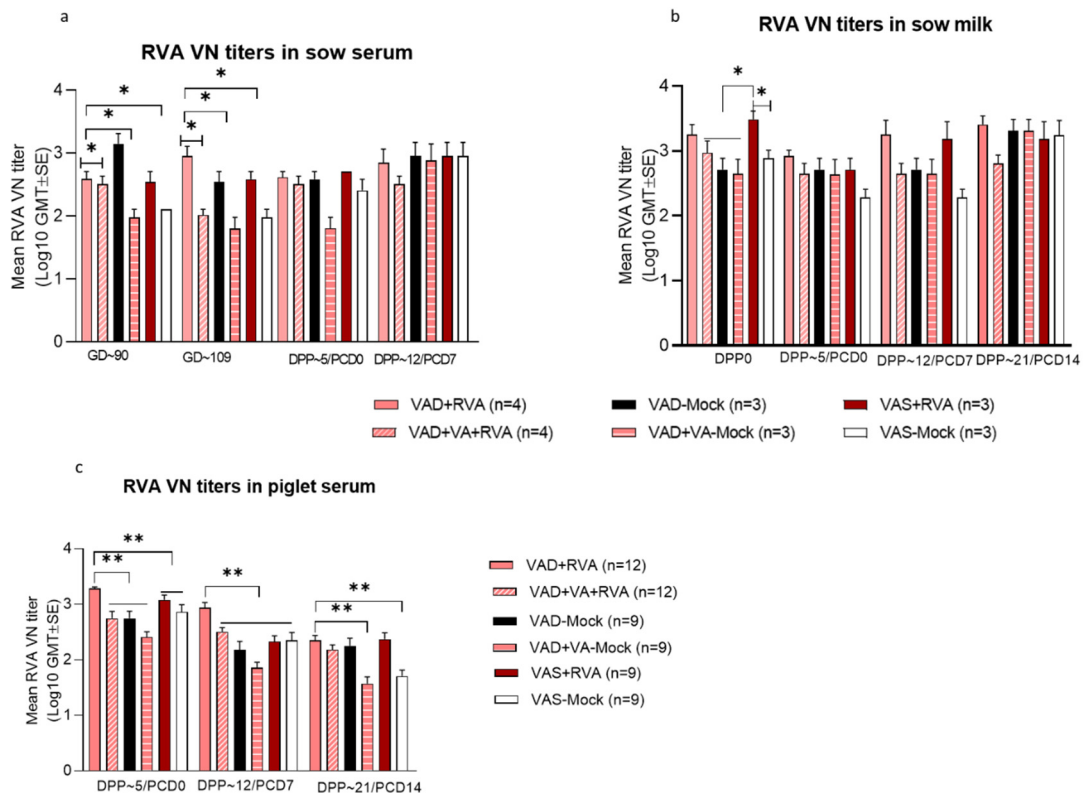 a
RVA VN titers in sow serum
Mean RVA VN titer
(Log10 GMT±SE)
4
3
2
1
0
* * * * * *
GD~90 GD~109 DPP~5/PCD0 DPP~12/PCD7
b
RVA VN titers in sow milk
Mean RVA VN titer
(Log10 GMT±SE)
4
3
2
1
0
* *
DPP0 DPP~5/PCD0 DPP~12/PCD7 DPP~21/PCD14
VAD+RVA (n=4) VAD-Mock (n=3) VAS+RVA (n=3)
VAD+VA+RVA (n=4) VAD+VA-Mock (n=3) VAS-Mock (n=3)
c
RVA VN titers in piglet serum
Mean RVA VN titer
(Log10 GMT±SE)
4
3
2
1
0
** ** ** ** **
DPP~5/PCD0 DPP~12/PCD7 DPP~21/PCD14
VAD+RVA (n=12)
VAD+VA+RVA (n=12)
VAD-Mock (n=9)
VAD+VA-Mock (n=9)
VAS+RVA (n=9)
VAS-Mock (n=9)